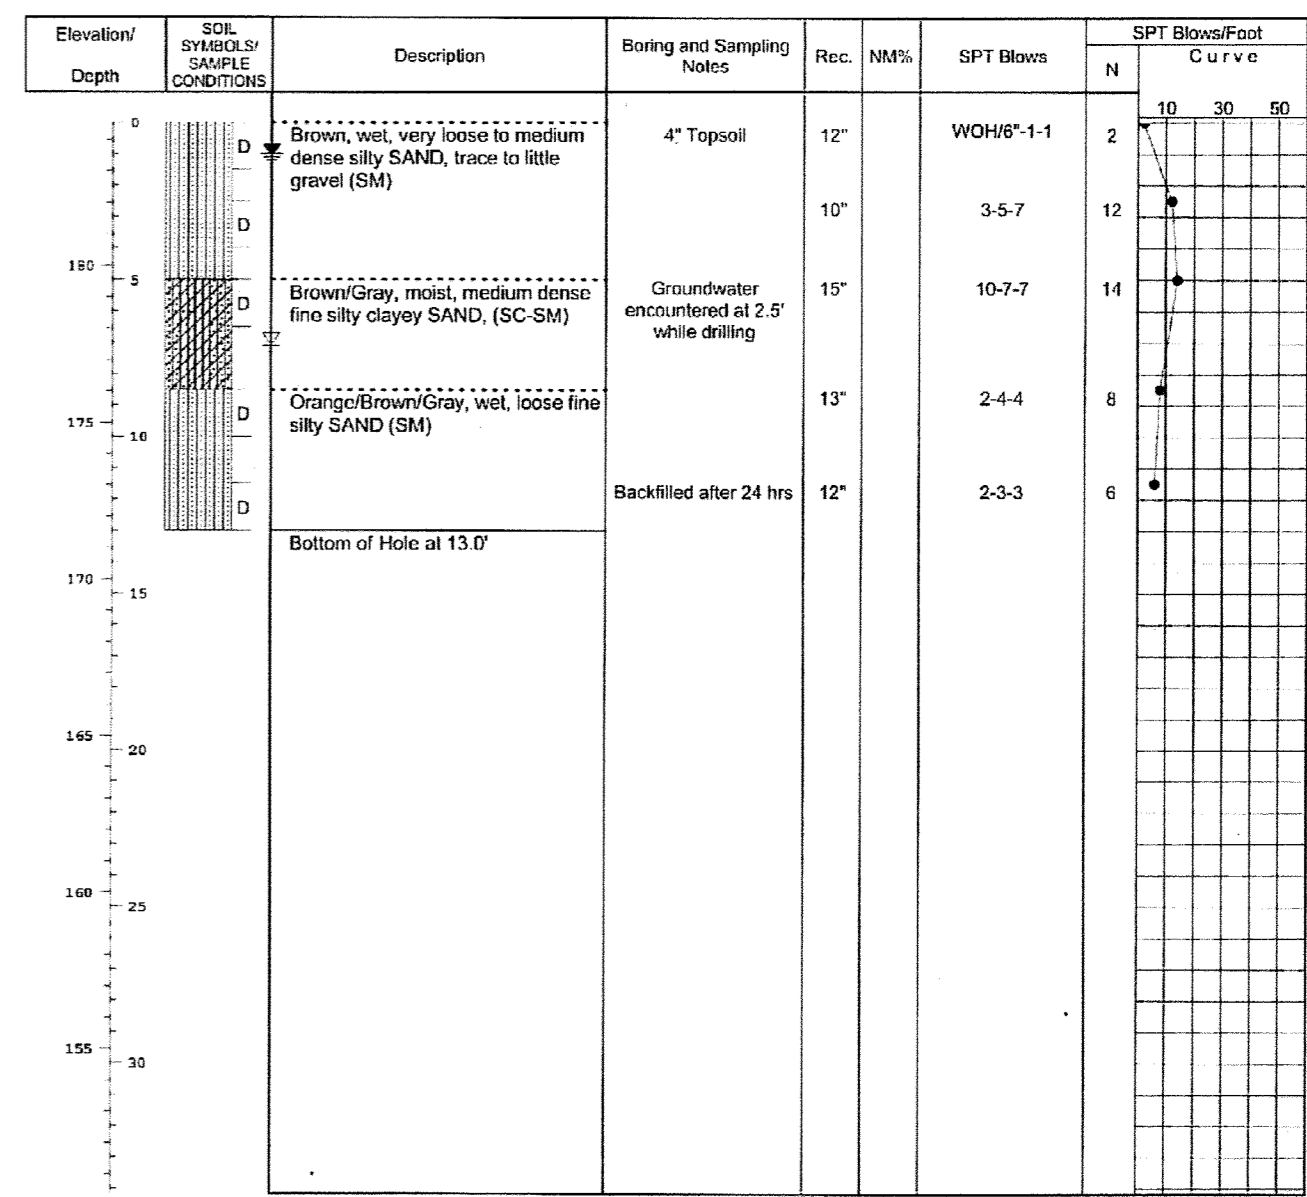 Elevation/
Depth
SOIL
SYMBOLS/
SAMPLE
CONDITIONS
Description
Boring and Sampling
Notes
Rec.
NM%
SPT Blows
SPT Blows/Foot
N
Curve
10 30 50
0
D
Brown, wet, very loose to medium
dense silty SAND, trace to little
gravel (SM)
4" Topsoil
12"
WOH/6"-1-1
2
D
10"
3-5-7
12
180
5
D
Brown/Gray, moist, medium dense
fine silty clayey SAND, (SC-SM)
Groundwater
encountered at 2.5'
while drilling
15"
10-7-7
14
D
Orange/Brown/Gray, wet, loose fine
silty SAND (SM)
13"
2-4-4
8
175
10
D
Backfilled after 24 hrs
12"
2-3-3
6
Bottom of Hole at 13.0'
170
15
165
20
160
25
155
30